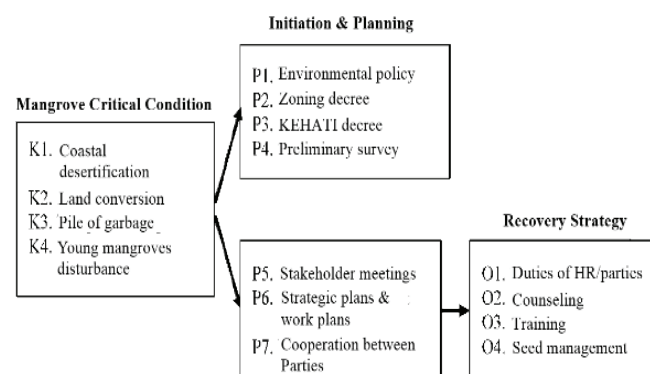 Initiation & Planning
P1. Environmental policy
P2. Zoning decree
P3. KEHATI decree
P4. Preliminary survey
Mangrove Critical Condition
K1. Coastal
desertification
K2. Land conversion
K3. Pile of garbage
K4. Young mangroves
disturbance
P5. Stakeholder meetings
P6. Strategic plans &
work plans
P7. Cooperation between
Parties
Recovery Strategy
O1. Duties of HR/parties
O2. Counseling
O3. Training
O4. Seed management